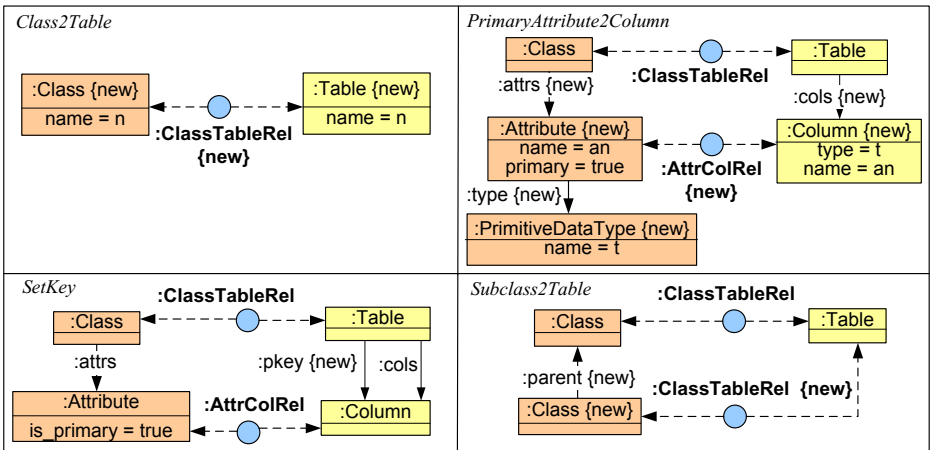 Class2Table
:Class {new}
name = n
:ClassTableRel
{new}
:Table {new}
name = n
PrimaryAttribute2Column
:Class
:ClassTableRel
:Table
:attrs {new}
:cols {new}
:Attribute {new}
name = an
primary = true
:AttrColRel
{new}
:Column {new}
type = t
name = an
:type {new}
:PrimitiveDataType {new}
name = t
SetKey
:ClassTableRel
:Class
:Table
:attrs
:pkey {new}
:cols
:Attribute
is_primary = true
:AttrColRel
:Column
Subclass2Table
:ClassTableRel
:Class
:Table
:parent {new}
:ClassTableRel {new}
:Class {new}